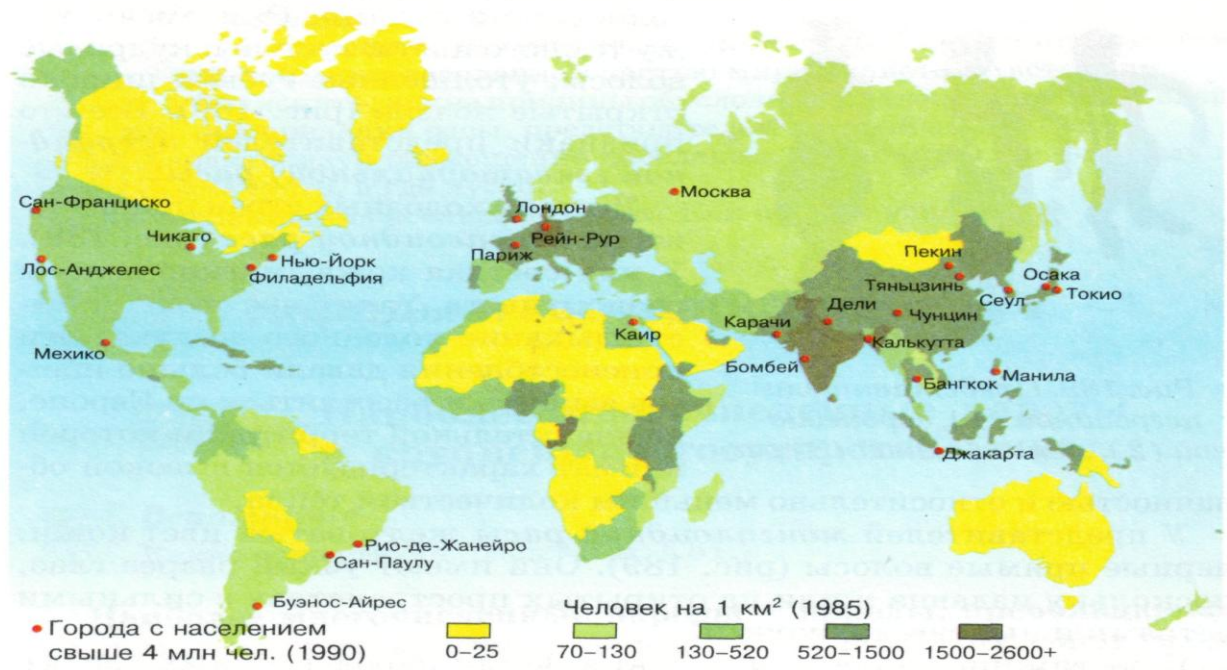 Сан-Франциско
Чикаго
Лос-Анджелес
Нью-Йорк
Филадельфия
Мехико
Лондон
Рейн-Рур
Париж
Москва
Каир
Пекин
Тяньцзинь
Осака
Сеул
Токио
Дели
Чунцин
Карачи
Калькутта
Бомбей
Бангкок
Манила
Джакарта
Рио-де-Жанейро
Сан-Паулу
Буэнос-Айрес
Города с населением
свыше 4 млн чел. (1990)
Человек на 1 км² (1985)
0–25 70–130 130–520 520–1500 1500–2600+